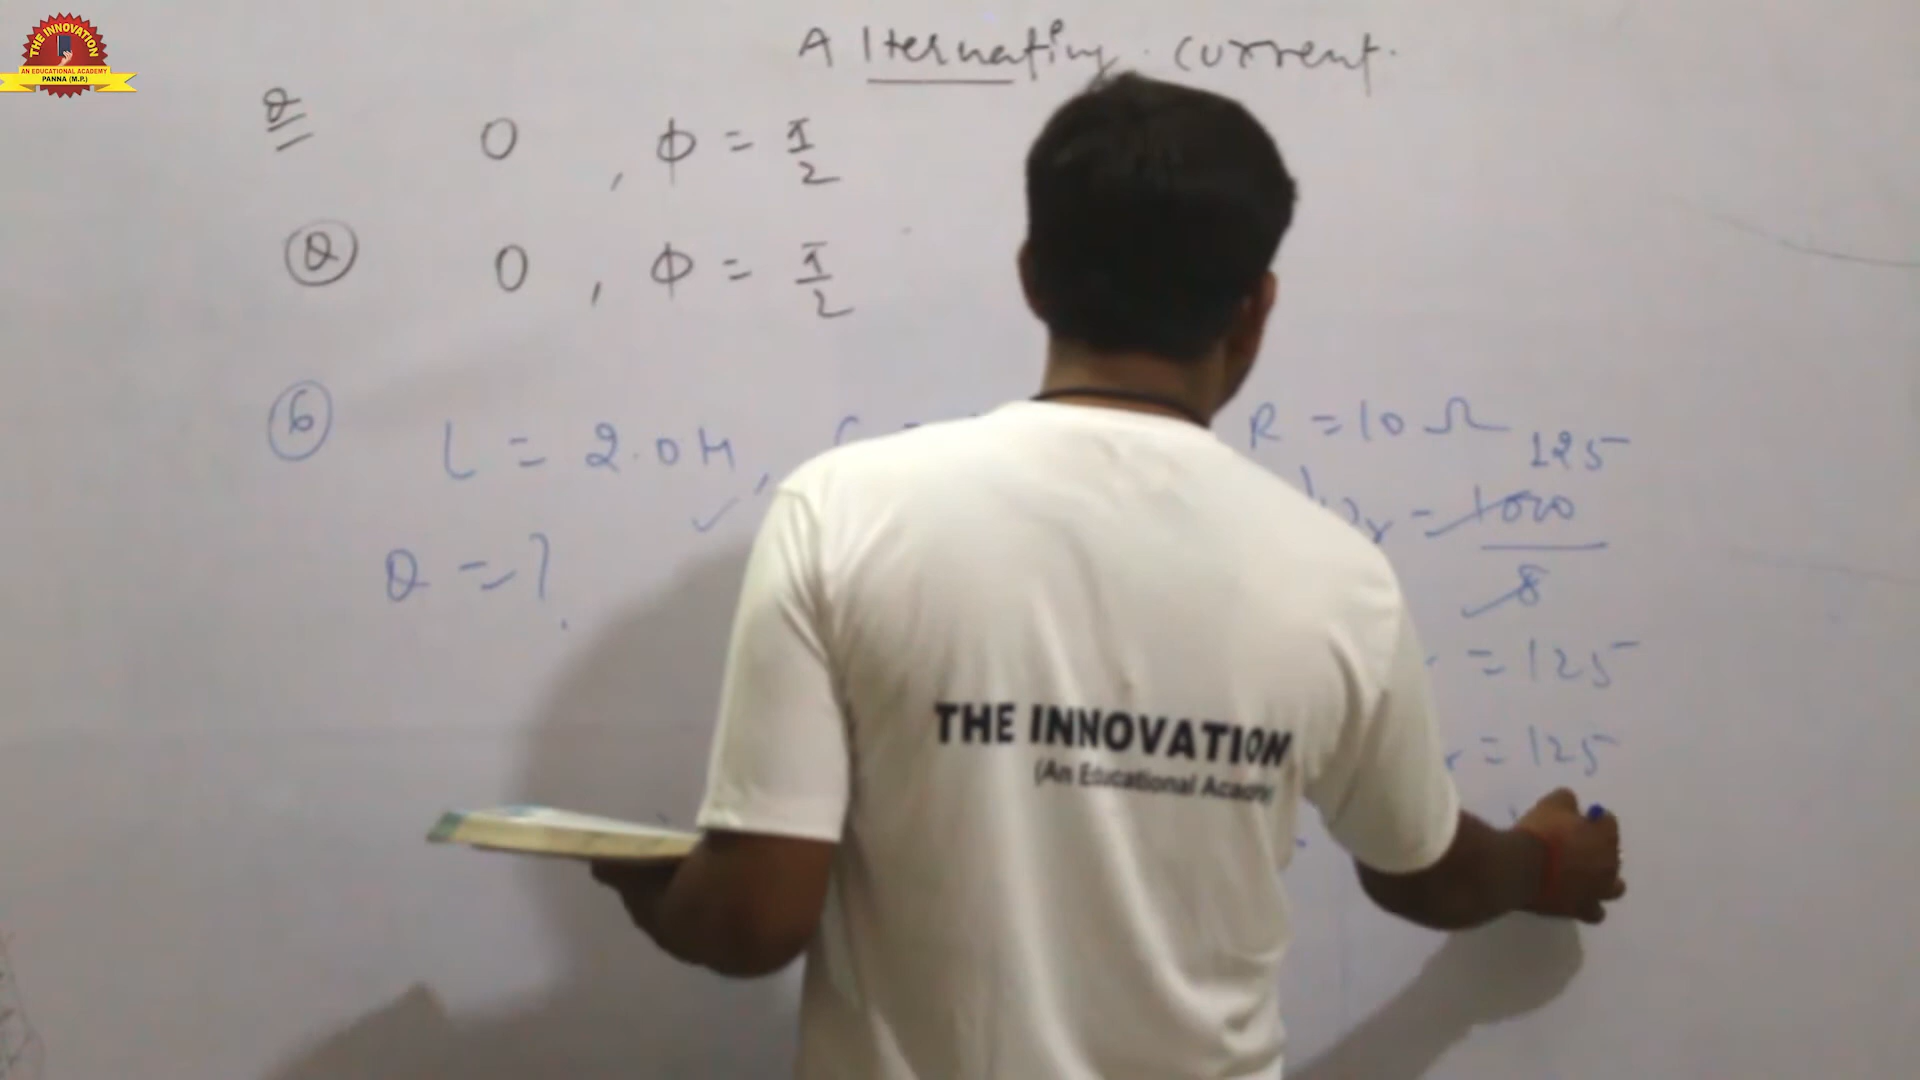 THE INNOVATION
AN EDUCATIONAL ACADEMY
PANNA (M.P.)
Alternating current.
Q 0, ϕ = π/2
Q 0, ϕ = π/2
6 L = 2.0H, R = 10 Ω
Q = ?
125
= 1000
8
= 125
r = 125
THE INNOVATION
(An Educational